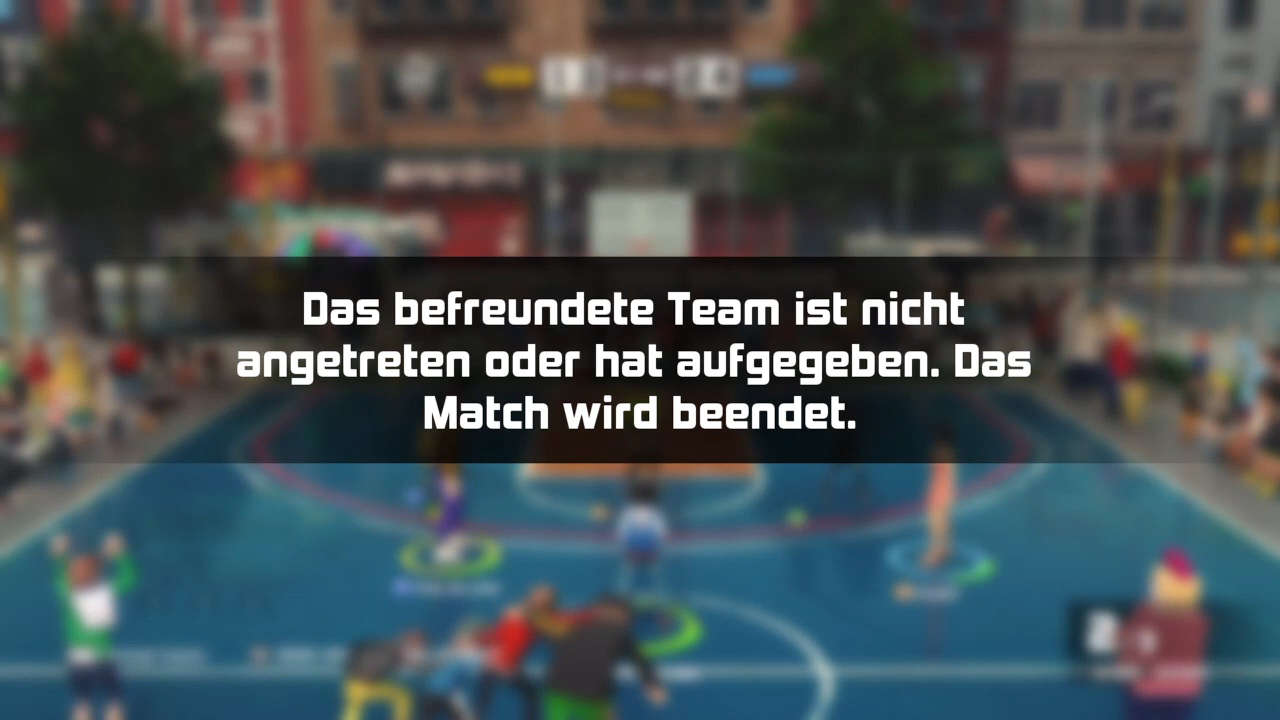 Das befreundete Team ist nicht
angetreten oder hat aufgegeben. Das
Match wird beendet.